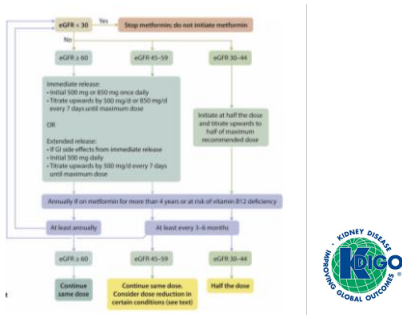 eGFR < 30
Yes
Stop metformin; do not initiate metformin
No
eGFR ≥ 60
eGFR 45–59
eGFR 30–44
Immediate release:
• Initial 500 mg or 850 mg once daily
• Titrate upwards by 500 mg/d or 850 mg/d
every 7 days until maximum dose
OR
Extended release:
• If GI side effects from immediate release
• Initial 500 mg daily
• Titrate upwards by 500 mg/d every 7 days
until maximum dose
Initiate at half the dose
and titrate upwards to
half of maximum
recommended dose
Annually if on metformin for more than 4 years or at risk of vitamin B12 deficiency
At least annually
At least every 3–6 months
eGFR ≥ 60
eGFR 45–59
eGFR 30–44
Continue
same dose
Continue same dose.
Consider dose reduction in
certain conditions (see text)
Half the dose
t
KIDNEY DISEASE
KDIGO
IMPROVING GLOBAL OUTCOMES